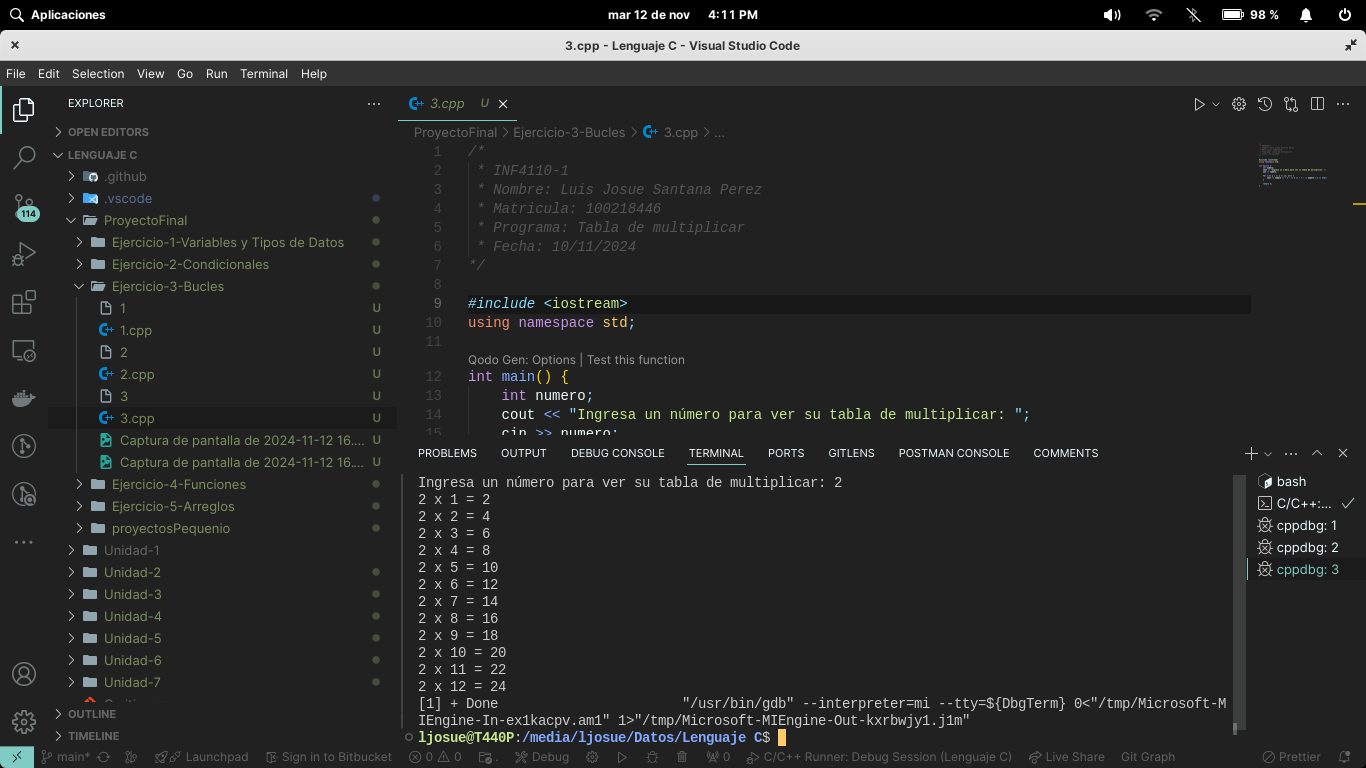 Aplicaciones
mar 12 de nov 4:11 PM
98 %
3.cpp - Lenguaje C - Visual Studio Code
File Edit Selection View Go Run Terminal Help
EXPLORER
OPEN EDITORS
LENGUAJE C
.github
.vscode
ProyectoFinal
Ejercicio-1-Variables y Tipos de Datos
Ejercicio-2-Condicionales
Ejercicio-3-Bucles
1 U
1.cpp U
2 U
2.cpp U
3 U
3.cpp U
Captura de pantalla de 2024-11-12 16.... U
Captura de pantalla de 2024-11-12 16.... U
Ejercicio-4-Funciones
Ejercicio-5-Arreglos
proyectosPequenio
Unidad-1
Unidad-2
Unidad-3
Unidad-4
Unidad-5
Unidad-6
Unidad-7
OUTLINE
TIMELINE
114
3.cpp U
ProyectoFinal > Ejercicio-3-Bucles > 3.cpp > ...
1 /*
2 * INF4110-1
3 * Nombre: Luis Josue Santana Perez
4 * Matricula: 100218446
5 * Programa: Tabla de multiplicar
6 * Fecha: 10/11/2024
7 */
8
9 #include <iostream>
10 using namespace std;
11
Qodo Gen: Options | Test this function
12 int main() {
13 int numero;
14 cout << "Ingresa un número para ver su tabla de multiplicar: ";
15 cin >> numero;
PROBLEMS OUTPUT DEBUG CONSOLE TERMINAL PORTS GITLENS POSTMAN CONSOLE COMMENTS
Ingresa un número para ver su tabla de multiplicar: 2
2 x 1 = 2
2 x 2 = 4
2 x 3 = 6
2 x 4 = 8
2 x 5 = 10
2 x 6 = 12
2 x 7 = 14
2 x 8 = 16
2 x 9 = 18
2 x 10 = 20
2 x 11 = 22
2 x 12 = 24
[1] + Done "/usr/bin/gdb" --interpreter=mi --tty=${DbgTerm} 0<"/tmp/Microsoft-M
IEngine-In-ex1kacpv.am1" 1>"/tmp/Microsoft-MIEngine-Out-kxrbwjy1.j1m"
ljosue@T440P:/media/ljosue/Datos/Lenguaje C$
bash
C/C++:...
cppdbg: 1
cppdbg: 2
cppdbg: 3
main* Launchpad Sign in to Bitbucket 0 0 . Debug 0 C/C++ Runner: Debug Session (Lenguaje C) Live Share Git Graph Prettier